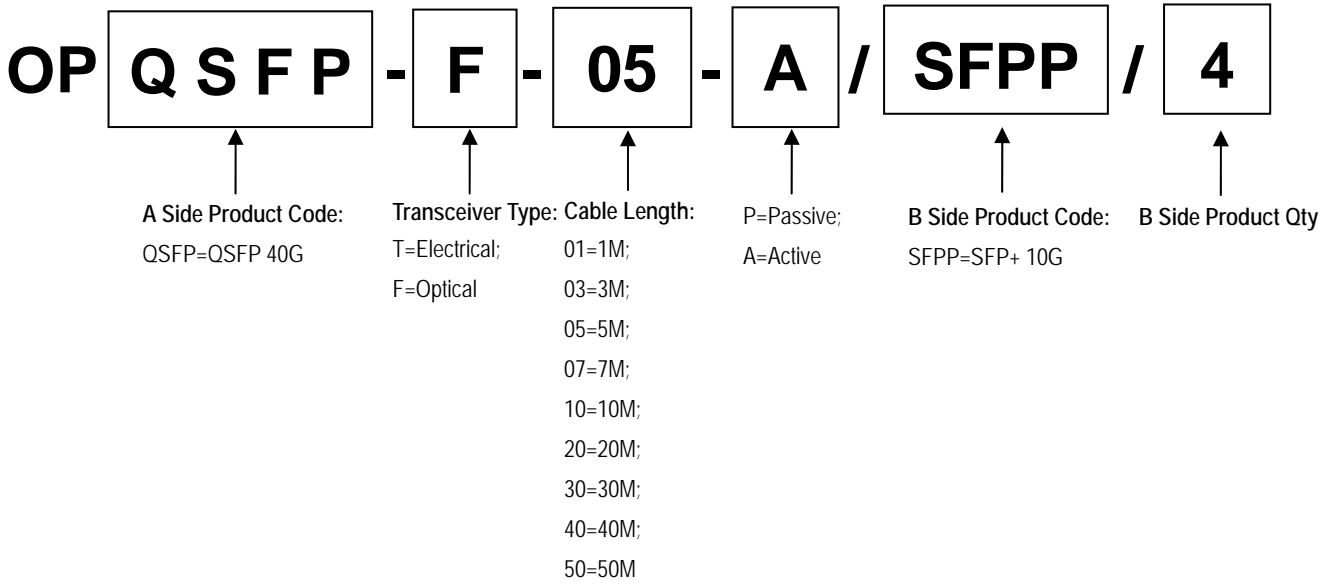 OP QSFP - F - 05 - A / SFPP / 4
A Side Product Code:
QSFP=QSFP 40G
Transceiver Type:
T=Electrical;
F=Optical
Cable Length:
01=1M;
03=3M;
05=5M;
07=7M;
10=10M;
20=20M;
30=30M;
40=40M;
50=50M
P=Passive;
A=Active
B Side Product Code:
SFPP=SFP+ 10G
B Side Product Qty